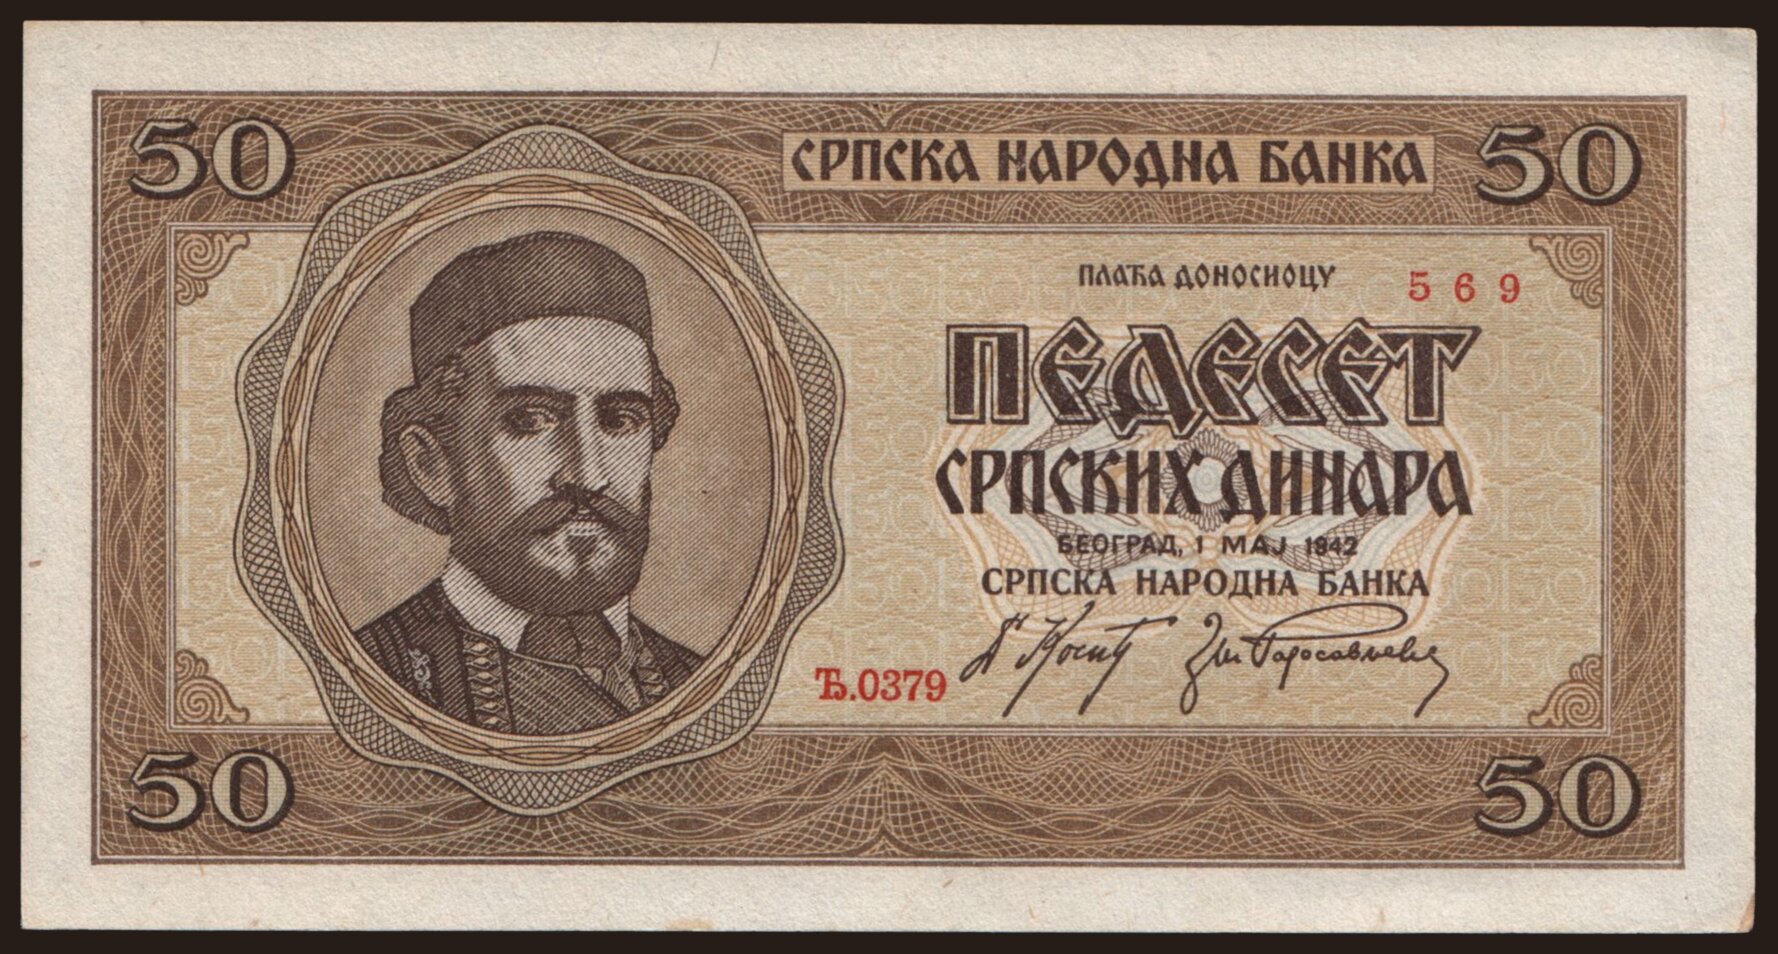 50 СРПСКА НАРОДНА БАНКА 50
ПЛАЋА ДОНОСИОЦУ 569
ПЕДЕСЕТ
СРПСКИХ ДИНАРА
БЕОГРАД, 1 МАЈ 1942
СРПСКА НАРОДНА БАНКА
Ђ.0379
50 50